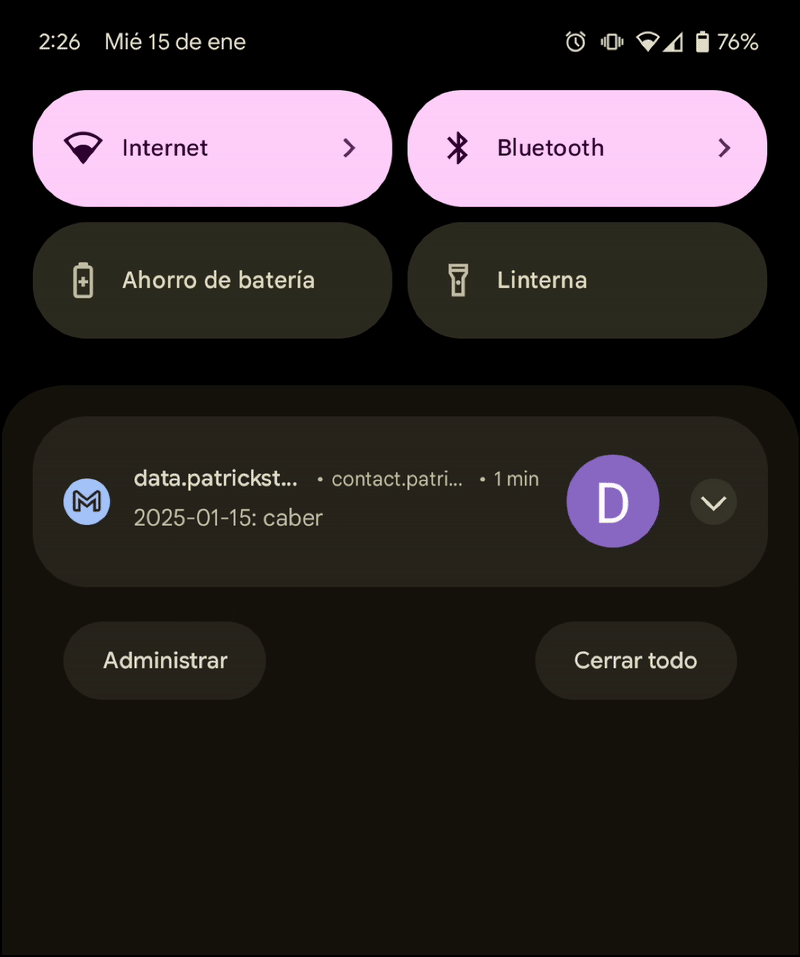 2:26 Mié 15 de ene 76%
Internet
Bluetooth
Ahorro de batería
Linterna
data.patrickst... • contact.patri... • 1 min
2025-01-15: caber
D
Administrar
Cerrar todo